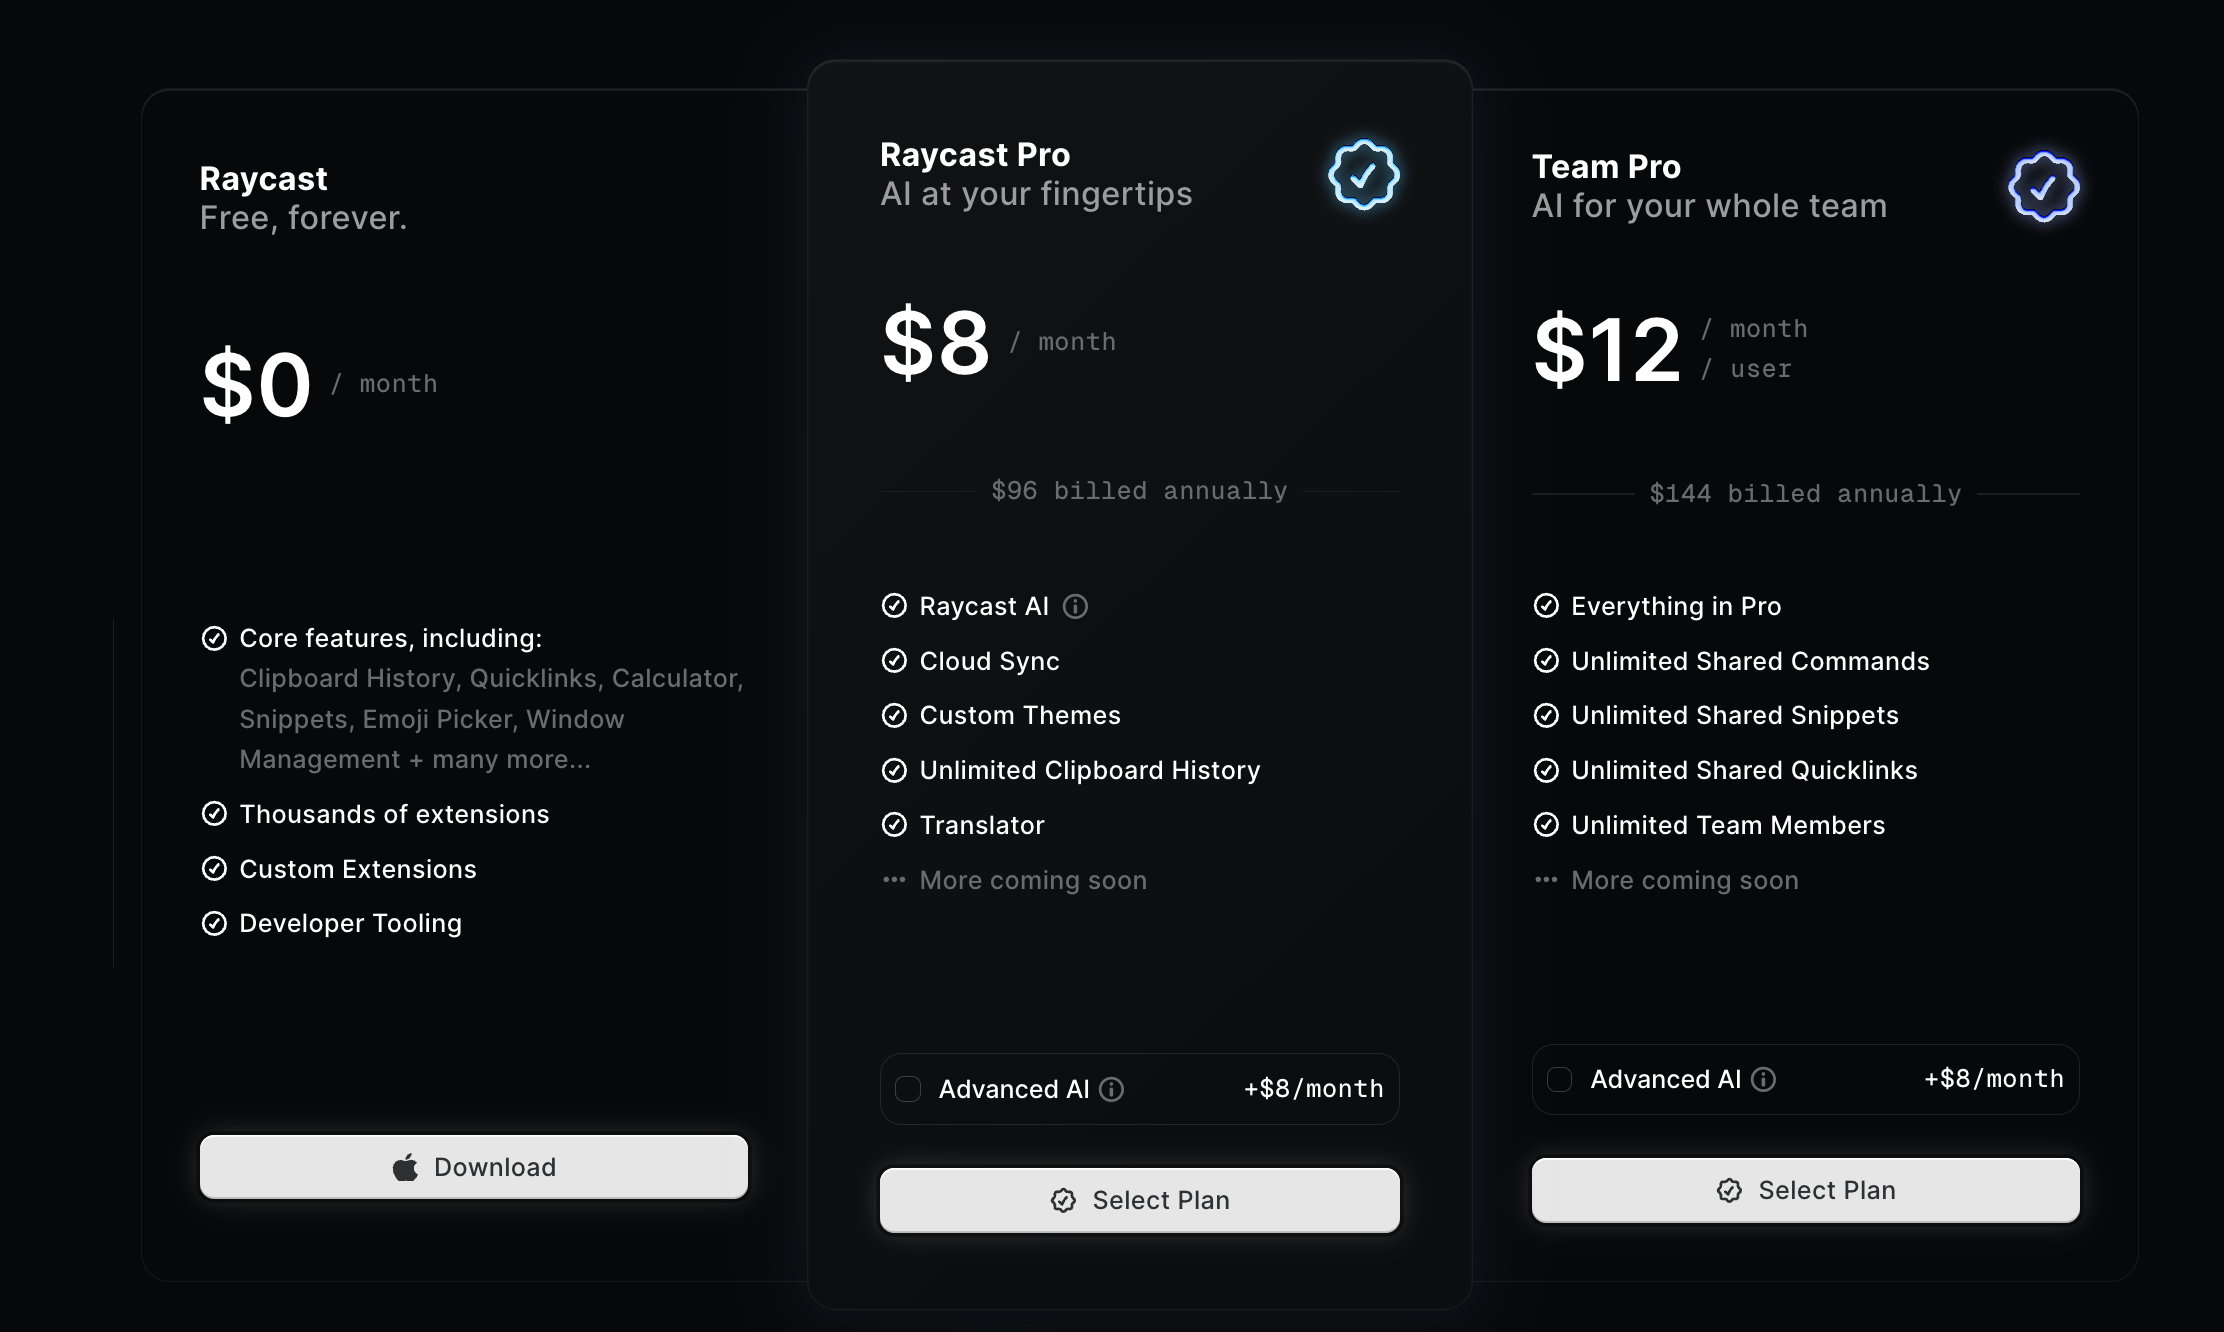 Raycast
Free, forever.
$0 / month
Core features, including:
Clipboard History, Quicklinks, Calculator,
Snippets, Emoji Picker, Window
Management + many more...
Thousands of extensions
Custom Extensions
Developer Tooling
Download
Raycast Pro
AI at your fingertips
$8 / month
$96 billed annually
Raycast AI
Cloud Sync
Custom Themes
Unlimited Clipboard History
Translator
More coming soon
Advanced AI +$8/month
Select Plan
Team Pro
AI for your whole team
$12 / month
/ user
$144 billed annually
Everything in Pro
Unlimited Shared Commands
Unlimited Shared Snippets
Unlimited Shared Quicklinks
Unlimited Team Members
More coming soon
Advanced AI +$8/month
Select Plan